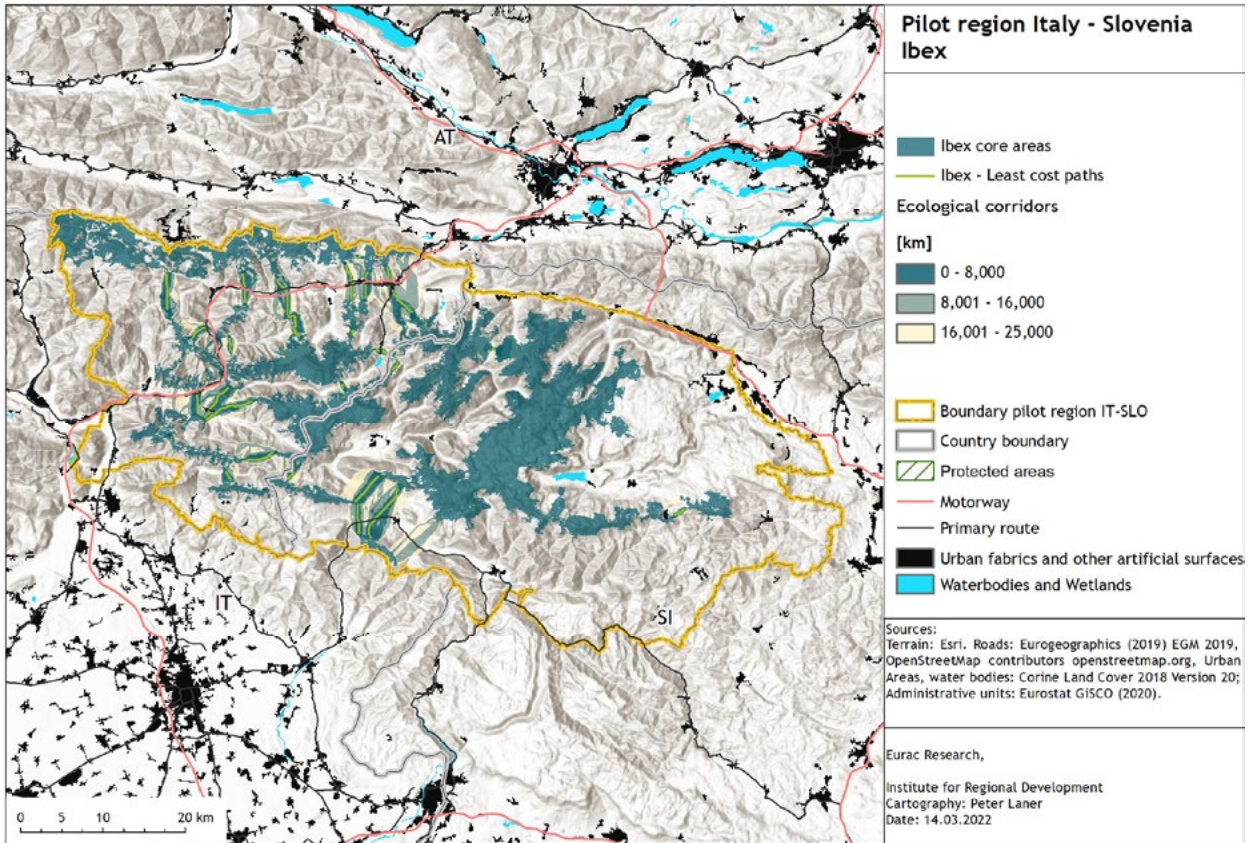 Pilot region Italy - Slovenia
Ibex
Ibex core areas
Ibex - Least cost paths
Ecological corridors
[km]
0 - 8,000
8,001 - 16,000
16,001 - 25,000
Boundary pilot region IT-SLO
Country boundary
Protected areas
Motorway
Primary route
Urban fabrics and other artificial surfaces
Waterbodies and Wetlands
Sources:
Terrain: Esri. Roads: Eurogeographics (2019) EGM 2019,
OpenStreetMap contributors openstreetmap.org, Urban
Areas, water bodies: Corine Land Cover 2018 Version 20;
Administrative units: Eurostat GiSCO (2020).
Eurac Research,
Institute for Regional Development
Cartography: Peter Laner
Date: 14.03.2022
AT
IT
SI
0 5 10 20 km